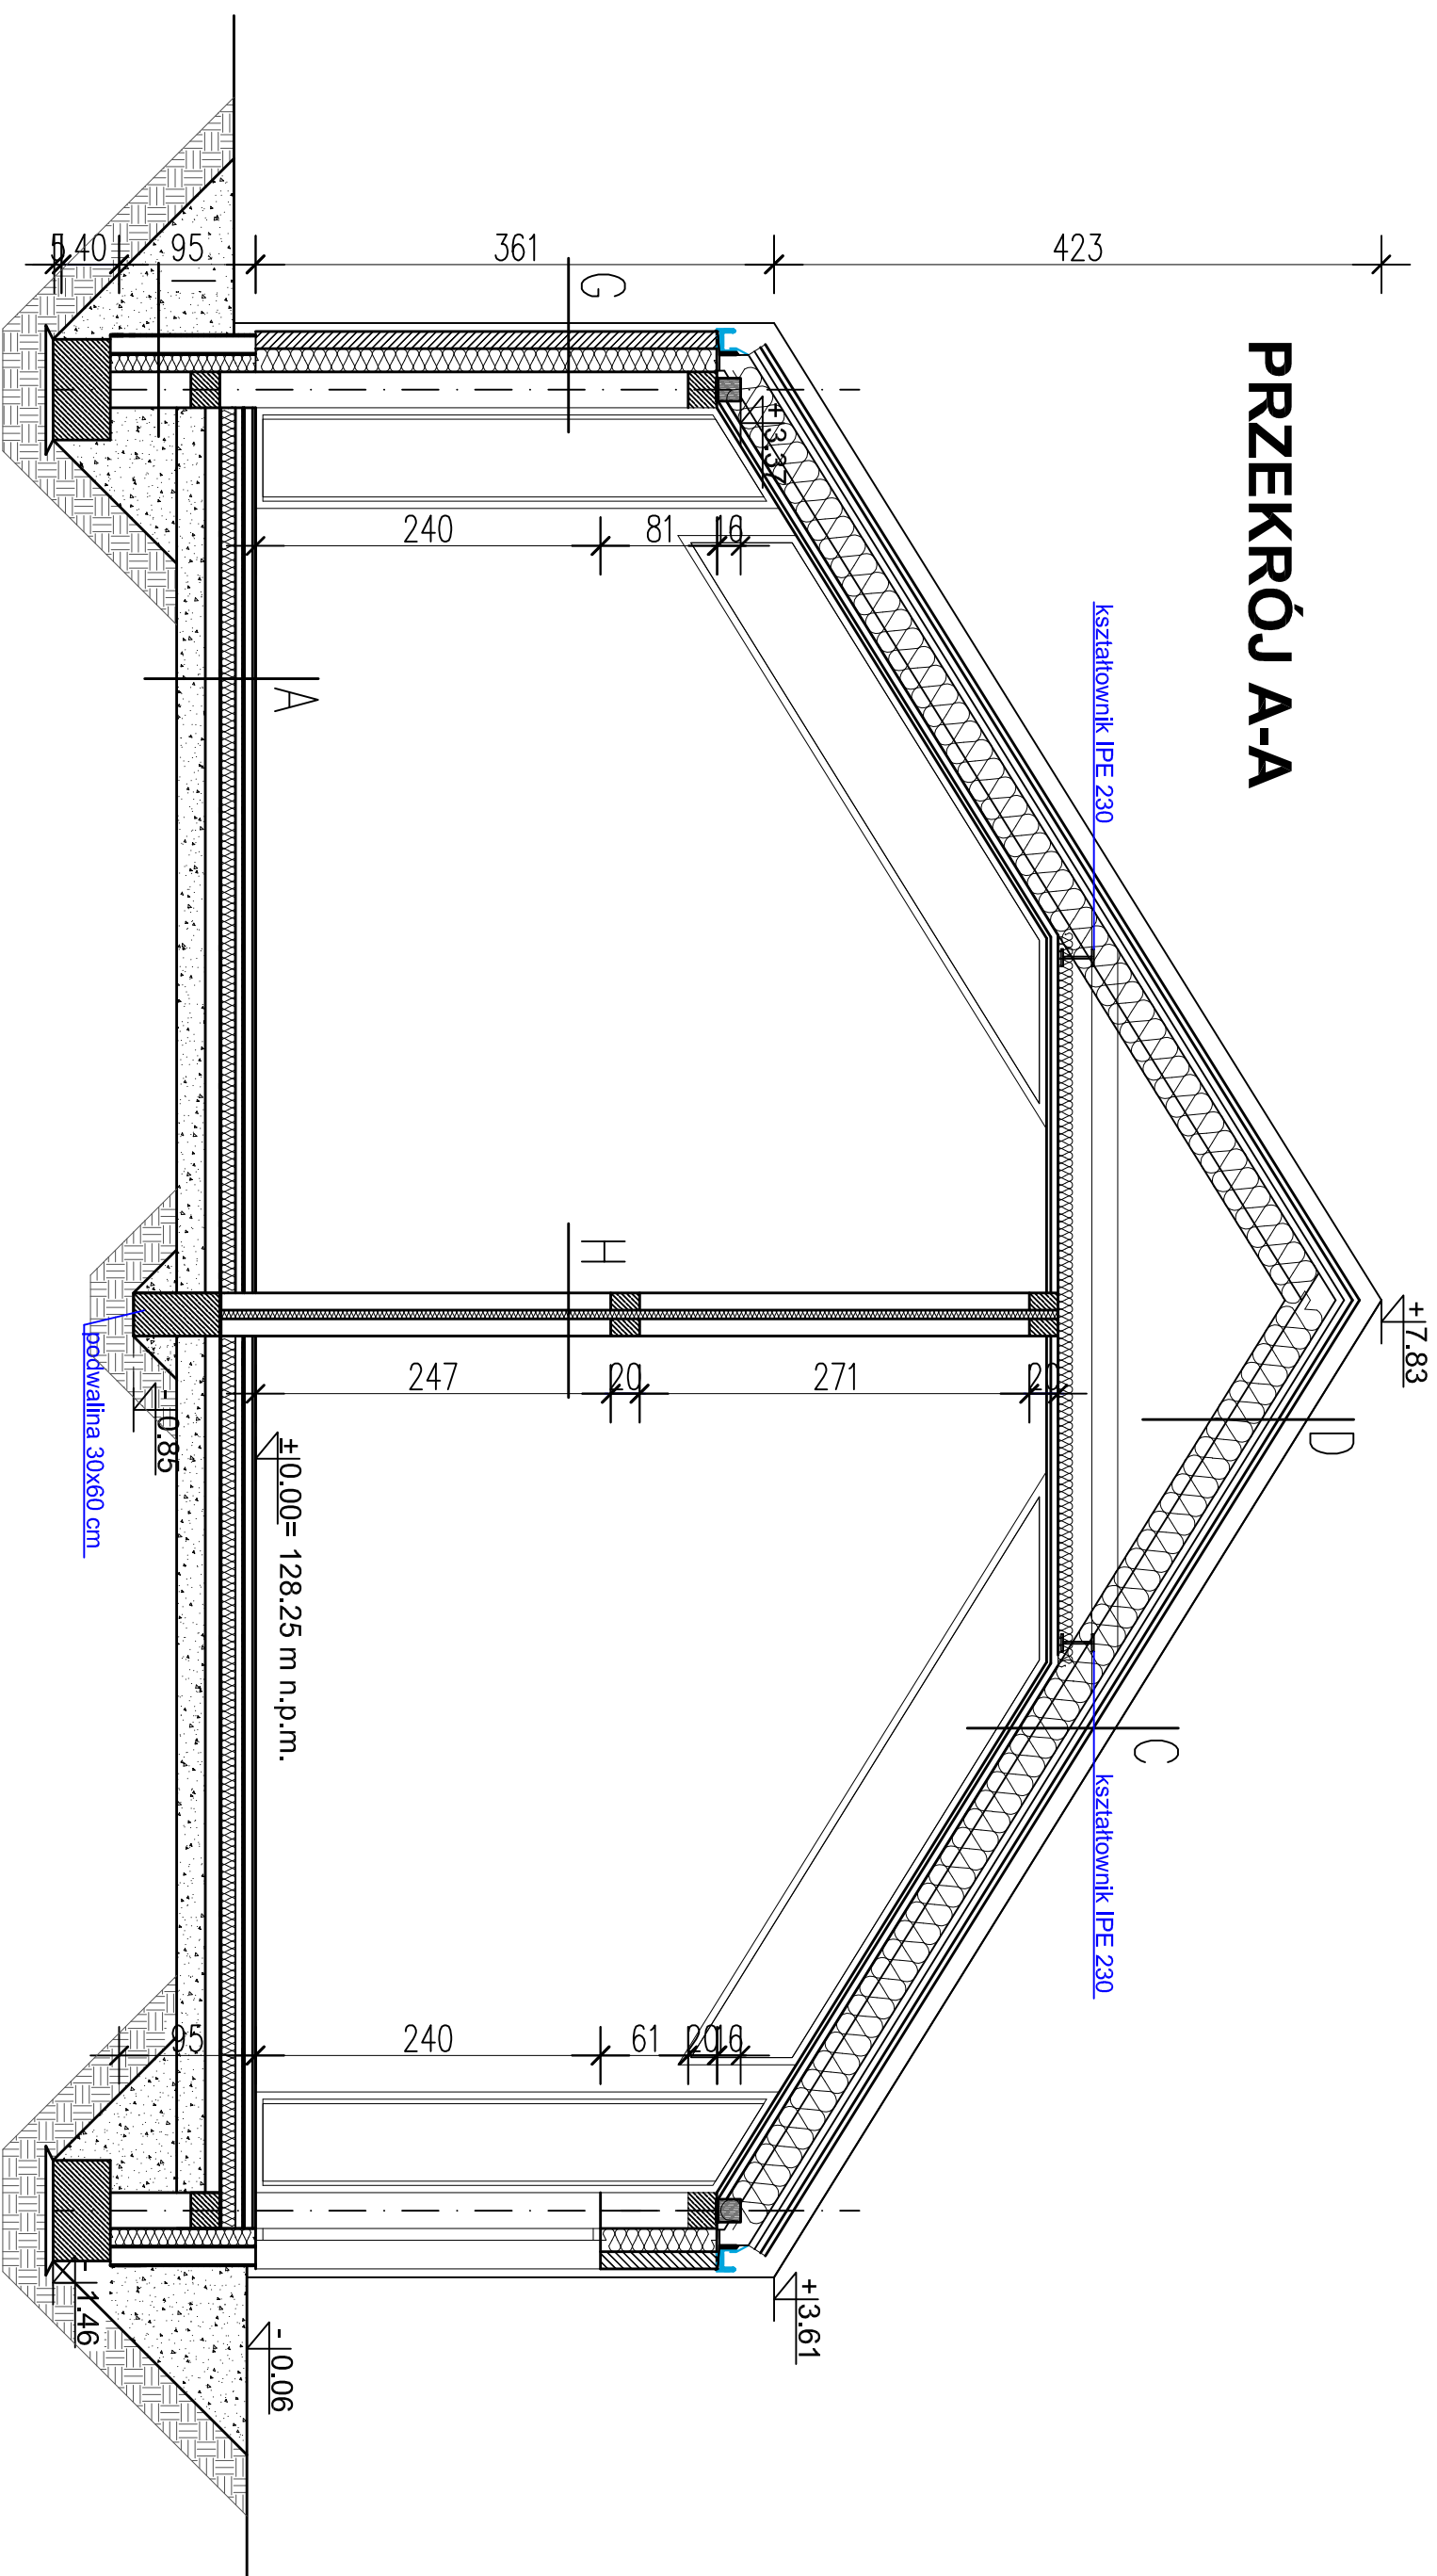 PRZEKRÓJ A-A
+7.83
423
361
95
40
5
kształtownik IPE 230
kształtownik IPE 230
D
C
+3.37
+3.61
G
H
I
A
240
81
16
247
20
271
20
240
61
20
16
95
±0.00= 128.25 m n.p.m.
-0.06
-0.85
-1.46
podwalina 30x60 cm